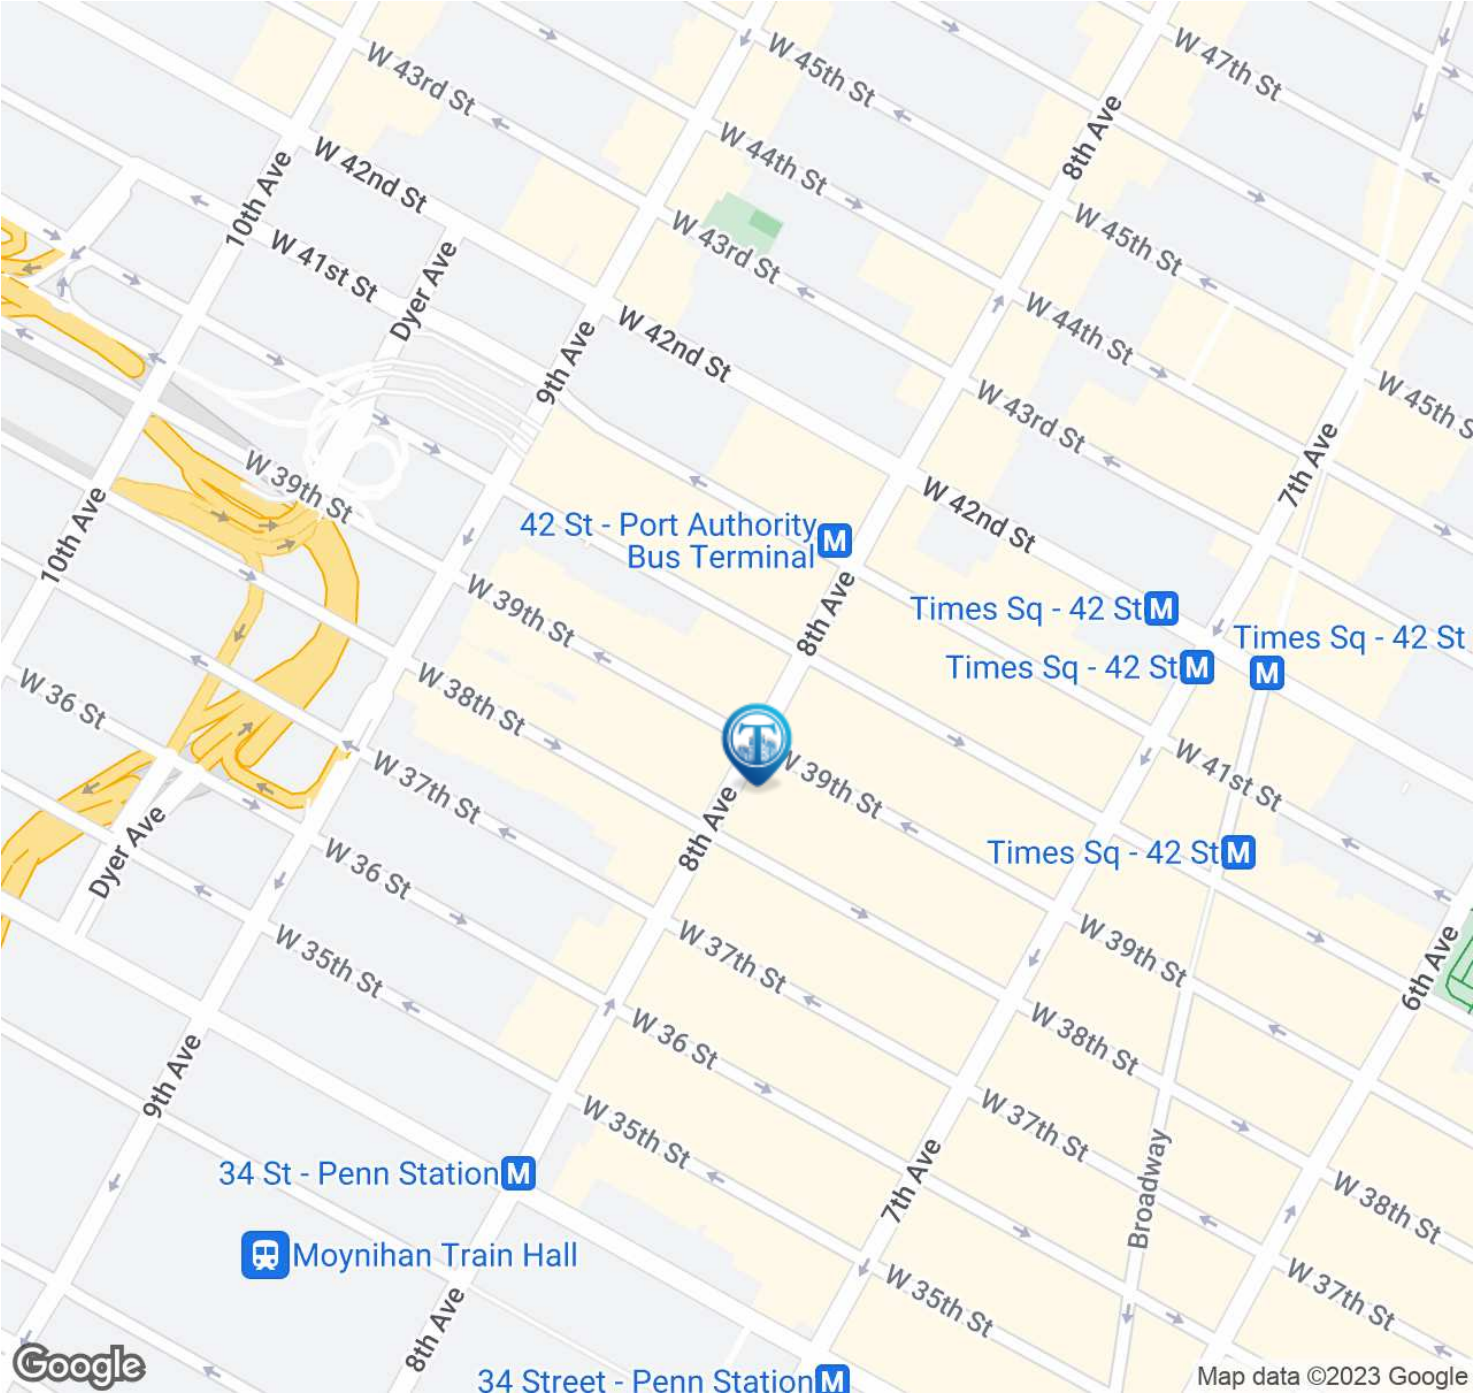 W 43rd St
W 45th St
W 47th St
8th Ave
W 42nd St
W 44th St
10th Ave
W 43rd St
W 45th St
W 41st St
Dyer Ave
W 42nd St
W 44th St
9th Ave
W 43rd St
W 45th S
7th Ave
W 39th St
10th Ave
42 St - Port Authority
Bus Terminal
M
W 42nd St
8th Ave
W 39th St
Times Sq - 42 St
M
Times Sq - 42 St
M
Times Sq - 42 St
M
W 36 St
W 38th St
T
W 37th St
W 39th St
W 41st St
8th Ave
Dyer Ave
W 36 St
Times Sq - 42 St
M
W 35th St
W 37th St
W 39th St
6th Ave
W 36 St
W 38th St
9th Ave
W 35th St
W 37th St
34 St - Penn Station
M
7th Ave
Broadway
W 38th St
Moynihan Train Hall
W 35th St
W 37th St
8th Ave
34 Street - Penn Station
M
Google
Map data ©2023 Google